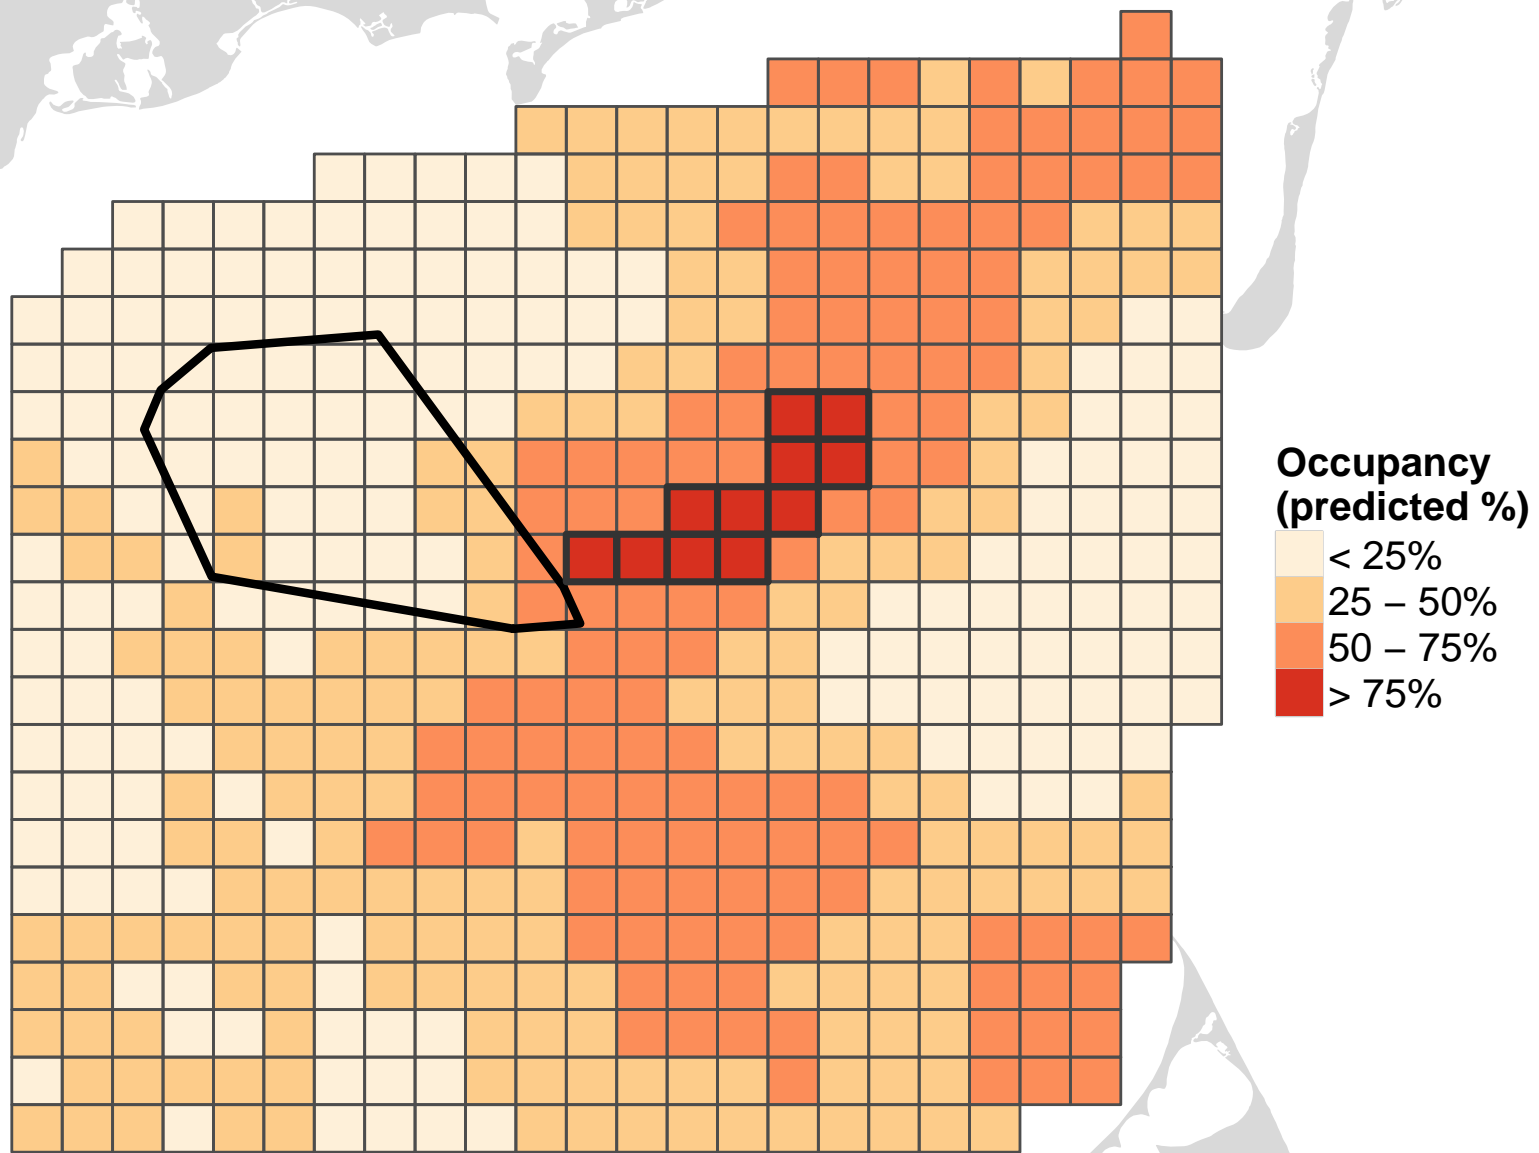 Occupancy
(predicted %)
< 25%
25 – 50%
50 – 75%
> 75%